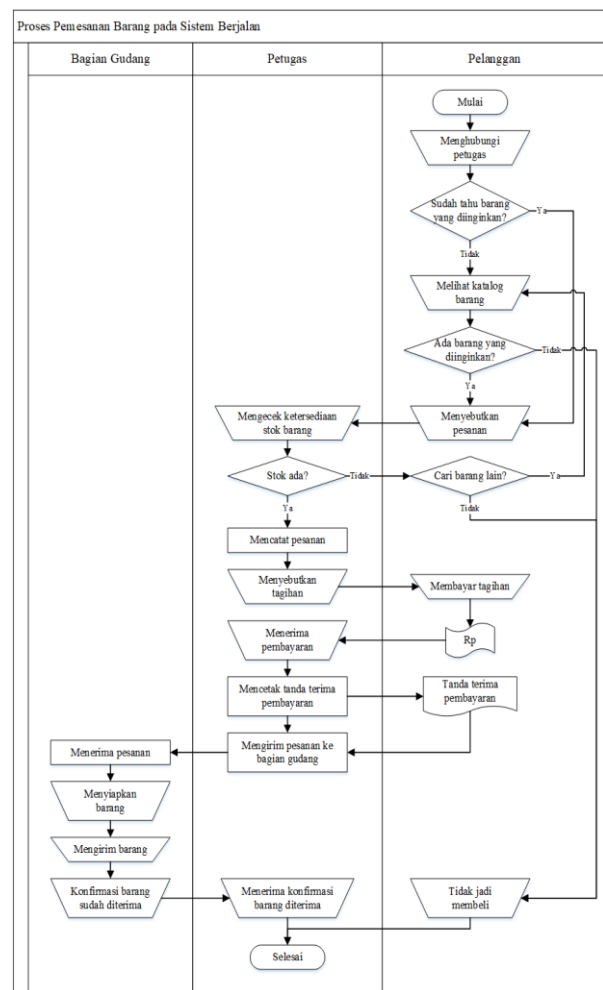 Proses Pemesanan Barang pada Sistem Berjalan
Bagian Gudang
Petugas
Pelanggan
Mulai
Menghubungi
petugas
Sudah tahu barang
yang diinginkan?
Ya
Tidak
Melihat katalog
barang
Ada barang yang
diinginkan?
Tidak
Ya
Mengecek ketersediaan
stok barang
Menyebutkan
pesanan
Stok ada?
Tidak
Cari barang lain?
Ya
Ya
Tidak
Mencatat pesanan
Menyebutkan
tagihan
Membayar tagihan
Menerima
pembayaran
Rp
Mencetak tanda terima
pembayaran
Tanda terima
pembayaran
Menerima pesanan
Mengirim pesanan ke
bagian gudang
Menyiapkan
barang
Mengirim barang
Konfirmasi barang
sudah diterima
Menerima konfirmasi
barang diterima
Tidak jadi
membeli
Selesai